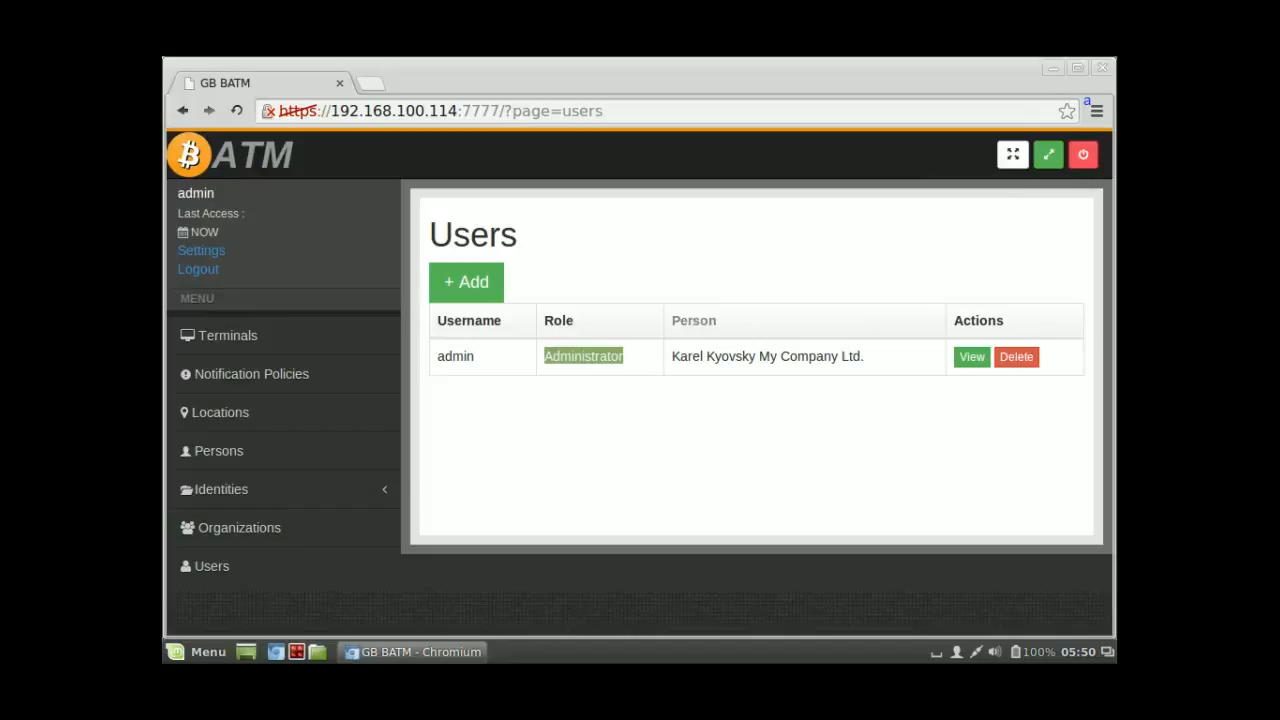 GB BATM
https://192.168.100.114:7777/?page=users
a
ATM
admin
Last Access :
NOW
Settings
Logout
MENU
Terminals
Notification Policies
Locations
Persons
Identities
Organizations
Users
Users
+ Add
Username Role Person Actions
admin Administrator Karel Kyovsky My Company Ltd. View Delete
Menu GB BATM - Chromium 100% 05:50